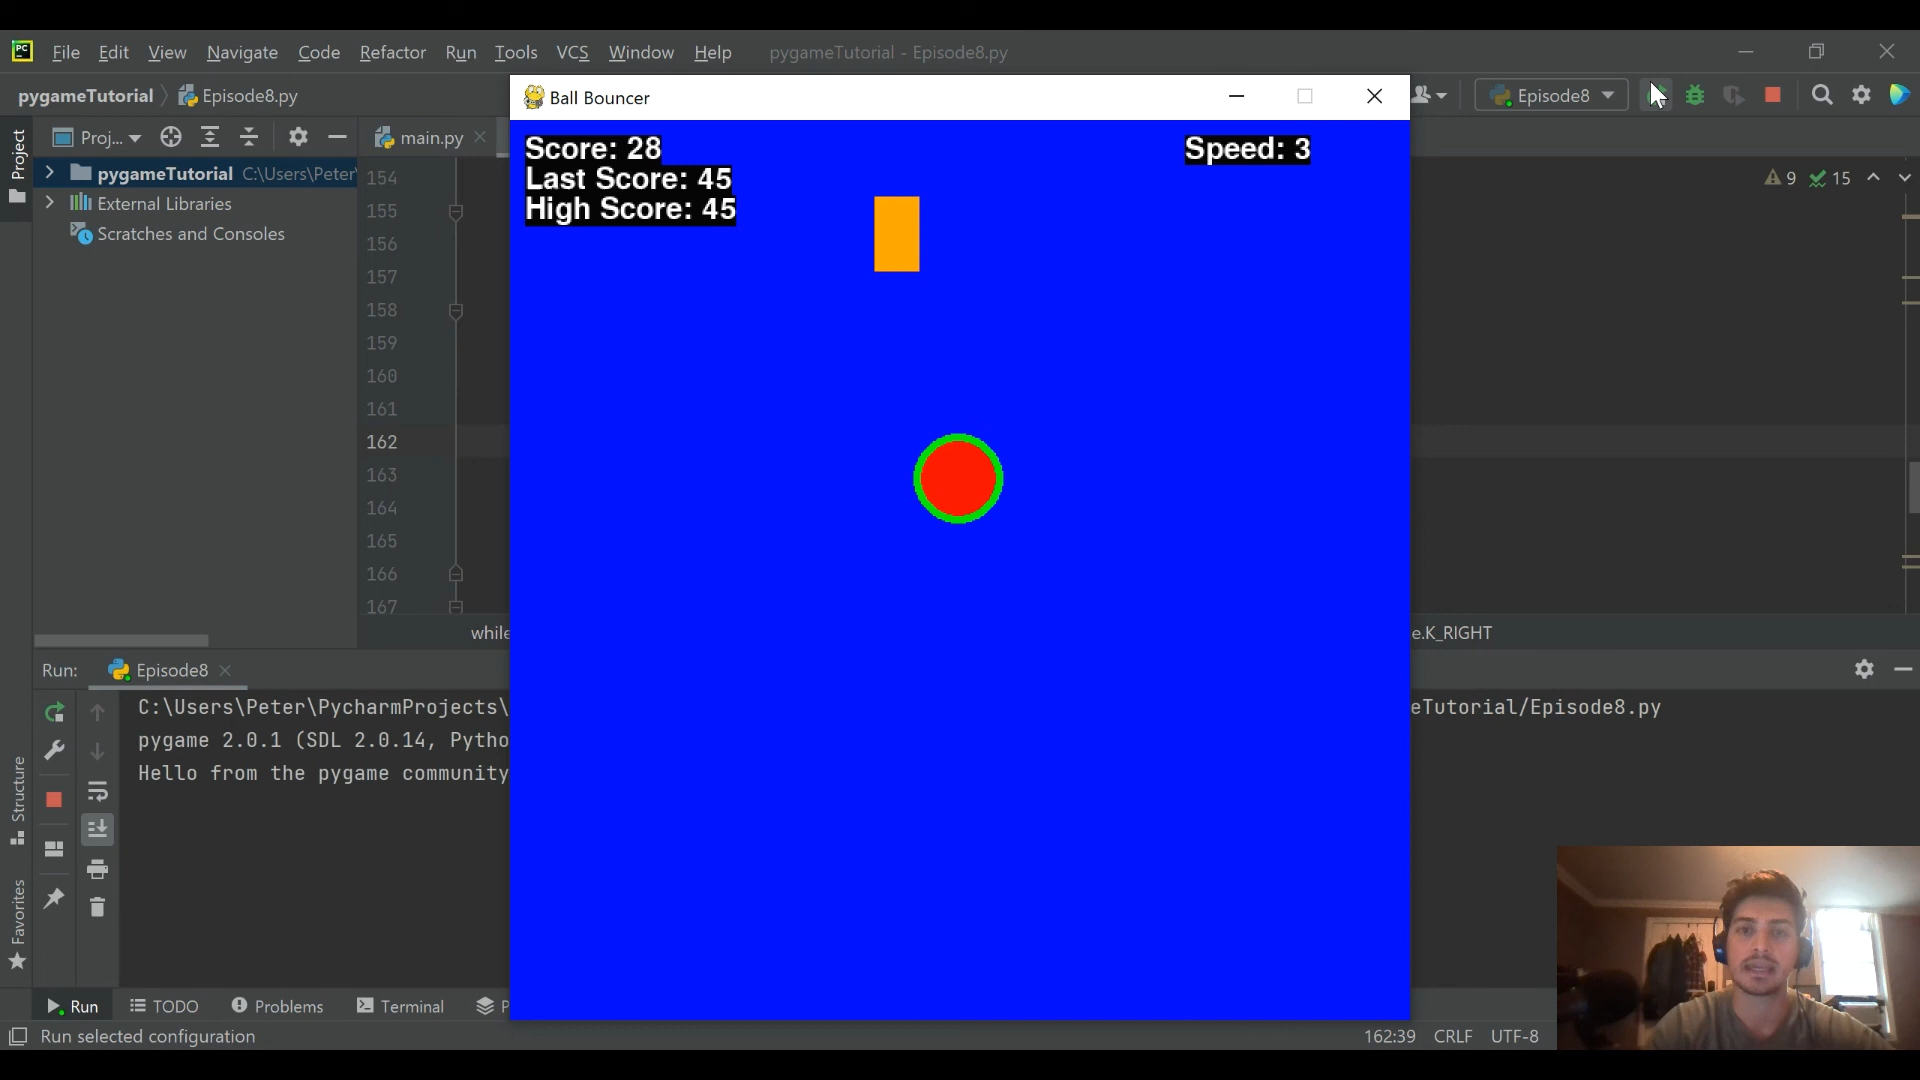 PC File Edit View Navigate Code Refactor Run Tools VCS Window Help pygameTutorial - Episode8.py
pygameTutorial Episode8.py
Ball Bouncer
Episode8
Project
Proj...
main.py
pygameTutorial C:\Users\Peter
External Libraries
Scratches and Consoles
Score: 28
Last Score: 45
High Score: 45
Speed: 3
9 15
154
155
156
157
158
159
160
161
162
163
164
165
166
167
while
e.K_RIGHT
Run: Episode8
C:\Users\Peter\PycharmProjects\
eTutorial/Episode8.py
pygame 2.0.1 (SDL 2.0.14, Pytho
Hello from the pygame community
Structure
Favorites
Run TODO Problems Terminal P
Run selected configuration
162:39 CRLF UTF-8